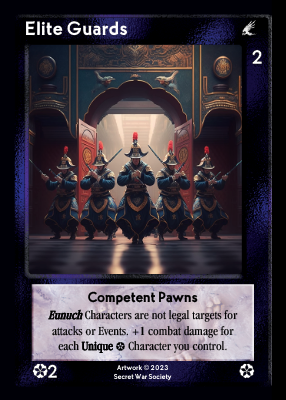 Elite Guards
2
Competent Pawns
Eunuch Characters are not legal targets for
attacks or Events. +1 combat damage for
each Unique Character you control.
Artwork © 2023
Secret War Society
2